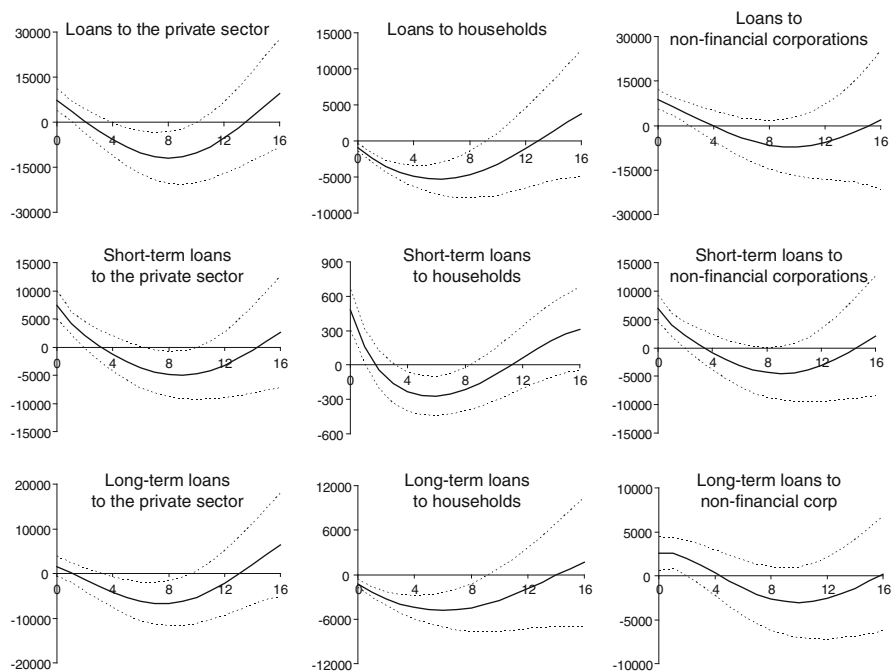 Loans to the private sector
30000
15000
0
-15000
-30000
0 4 8 12 16
Loans to households
15000
10000
5000
0
-5000
-10000
0 4 8 12 16
Loans to
non-financial corporations
30000
15000
0
-15000
-30000
0 4 8 12 16
Short-term loans
to the private sector
15000
10000
5000
0
-5000
-10000
-15000
0 4 8 12 16
Short-term loans
to households
900
600
300
0
-300
-600
0 4 8 12 16
Short-term loans to
non-financial corporations
15000
10000
5000
0
-5000
-10000
-15000
0 4 8 12 16
Long-term loans
to the private sector
20000
10000
0
-10000
-20000
0 4 8 12 16
Long-term loans
to households
12000
6000
0
-6000
-12000
0 4 8 12 16
Long-term loans to
non-financial corp
10000
5000
0
-5000
-10000
0 4 8 12 16